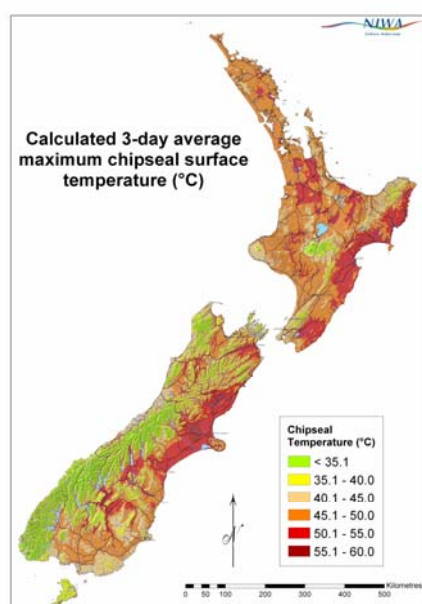 NIWA
Calculated 3-day average
maximum chipseal surface
temperature (°C)
Chipseal
Temperature (°C)
< 35.1
35.1 - 40.0
40.1 - 45.0
45.1 - 50.0
50.1 - 55.0
55.1 - 60.0
N
Kilometres
0 100 200 300 400 500